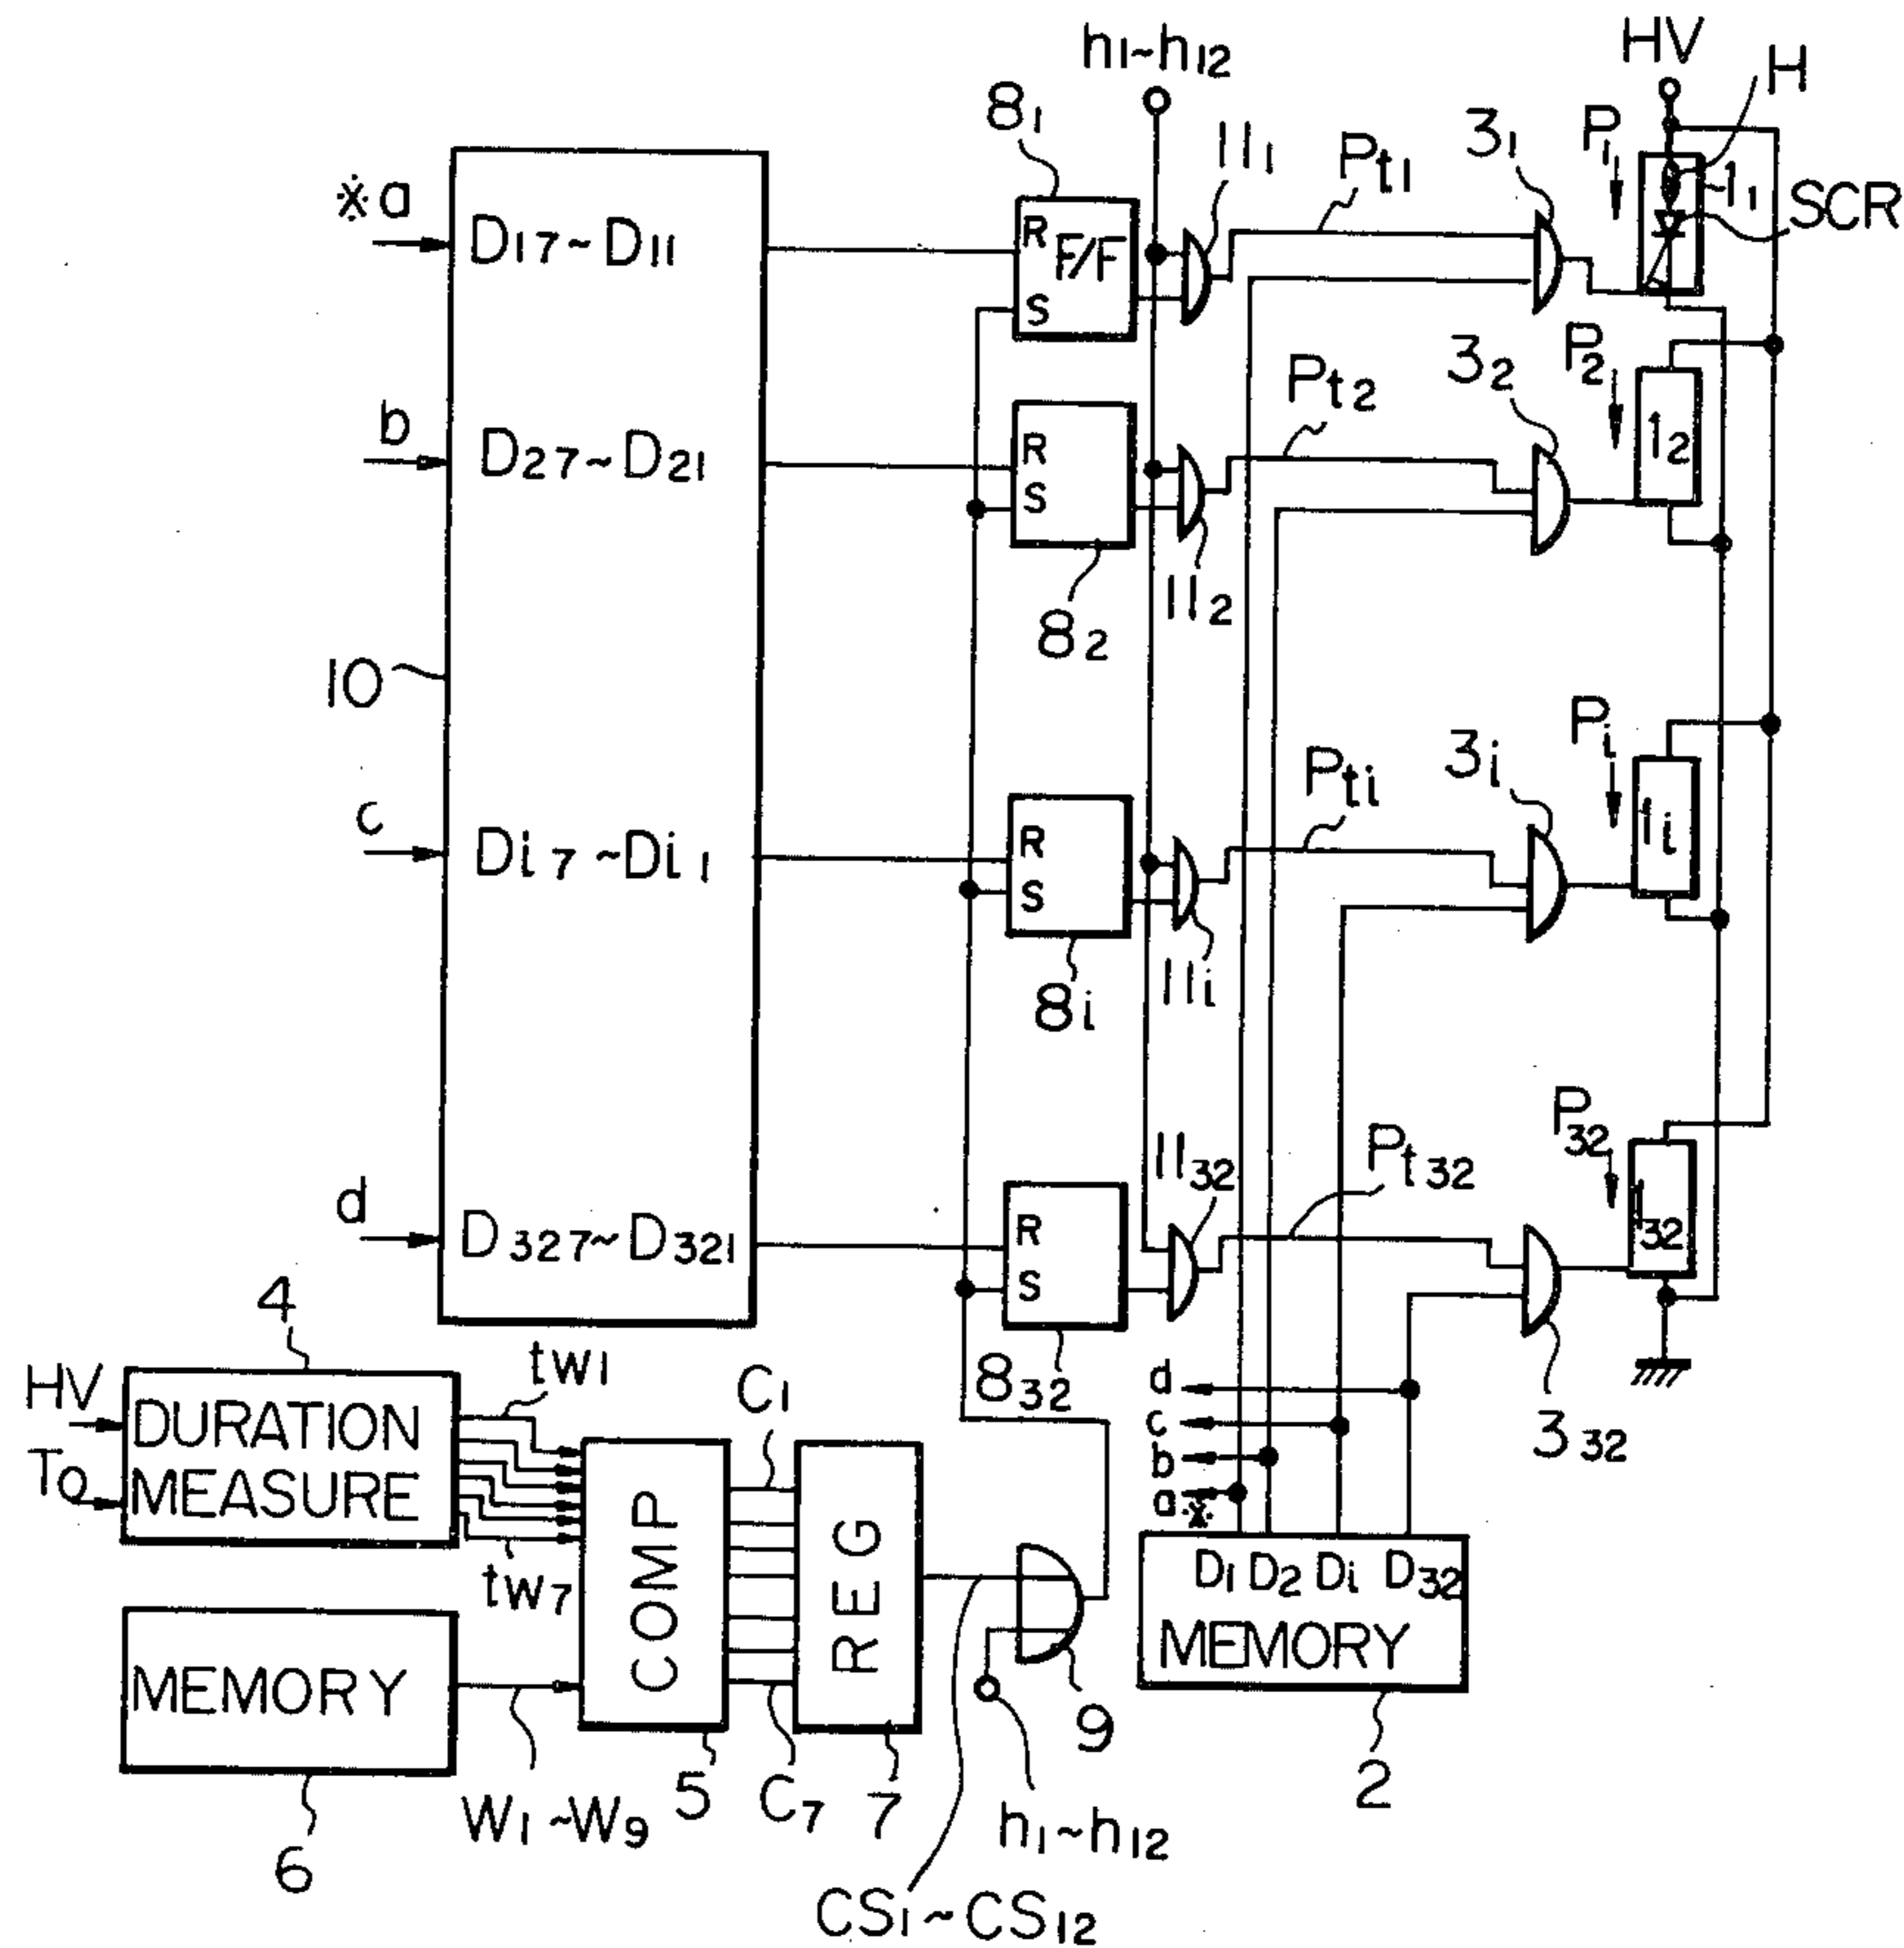 h1~h12
HV
H
81
111
Pt1
31
P1
11
SCR
※a
D17~D11
R F/F
S
b
D27~D21
R
S
82
112
Pt2
32
P2
12
10
c
Di7~Di1
R
S
8i
11i
Pti
3i
Pi
1i
d
D327~D321
R
S
832
1132
Pt32
332
P32
132
4
HV
To
DURATION
MEASURE
tw1
tw7
C1
C7
COMP
5
REG
7
MEMORY
6
W1~W9
CS1~CS12
h1~h12
9
d
c
b
a※
D1 D2 Di D32
MEMORY
2